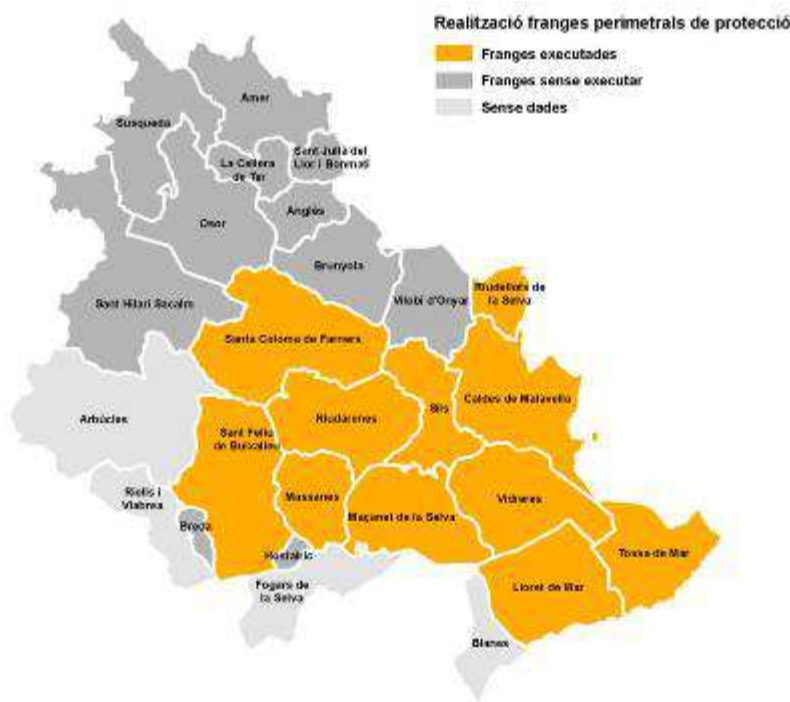 Realització franges perimetrals de protecció
Franges executades
Franges sense executar
Sense dades
Amer
Susqueda
Sant Julià del
Llor i Bonmatí
La Cellera
de Ter
Anglès
Osor
Brunyola
Vilobí d'Onyar
Riudellots de
la Selva
Sant Hilari Sacalm
Santa Coloma de Farners
Caldes de Malavella
Sils
Arbúcies
Riudarenes
Sant Feliu
de Buixalleu
Riells i
Viabrea
Massanes
Vidreres
Maçanet de la Selva
Breda
Hostalric
Tossa de Mar
Fogars de
la Selva
Lloret de Mar
Blanes